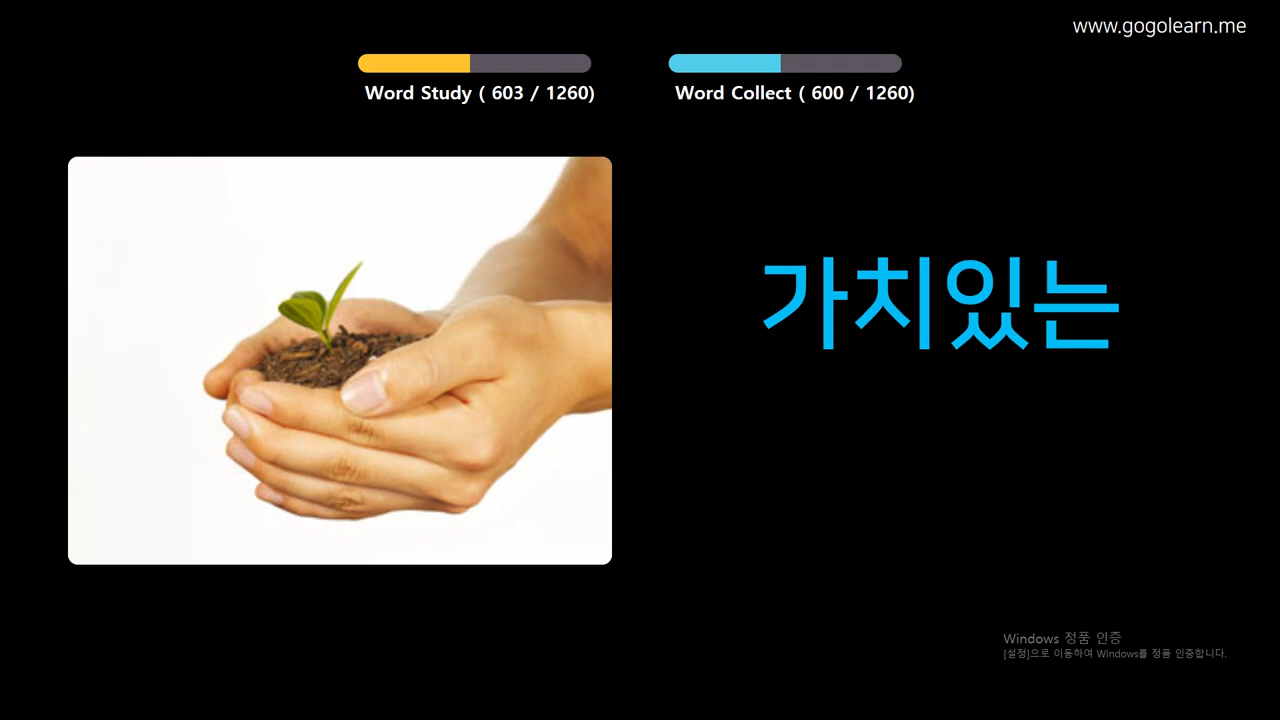 www.gogolearn.me
Word Study ( 603 / 1260)
Word Collect ( 600 / 1260)
가치있는
Windows 정품 인증
[설정]으로 이동하여 Windows를 정품 인증합니다.